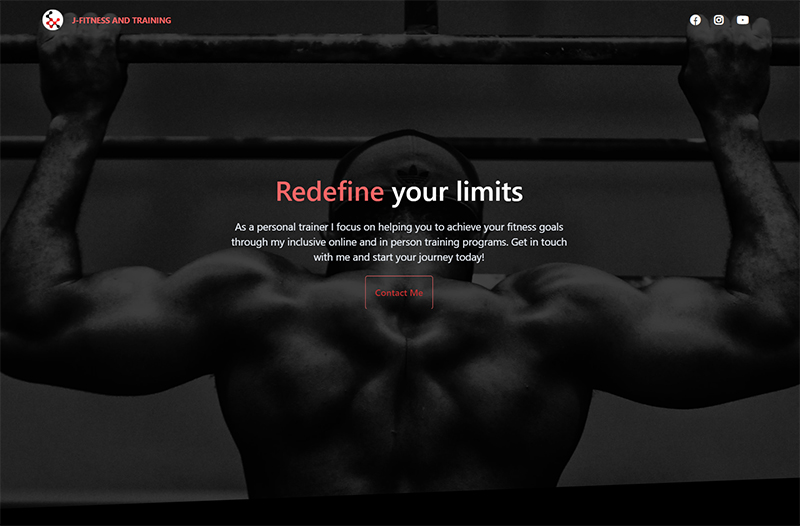 J-FITNESS AND TRAINING
Redefine your limits
As a personal trainer I focus on helping you to achieve your fitness goals
through my inclusive online and in person training programs. Get in touch
with me and start your journey today!
Contact Me